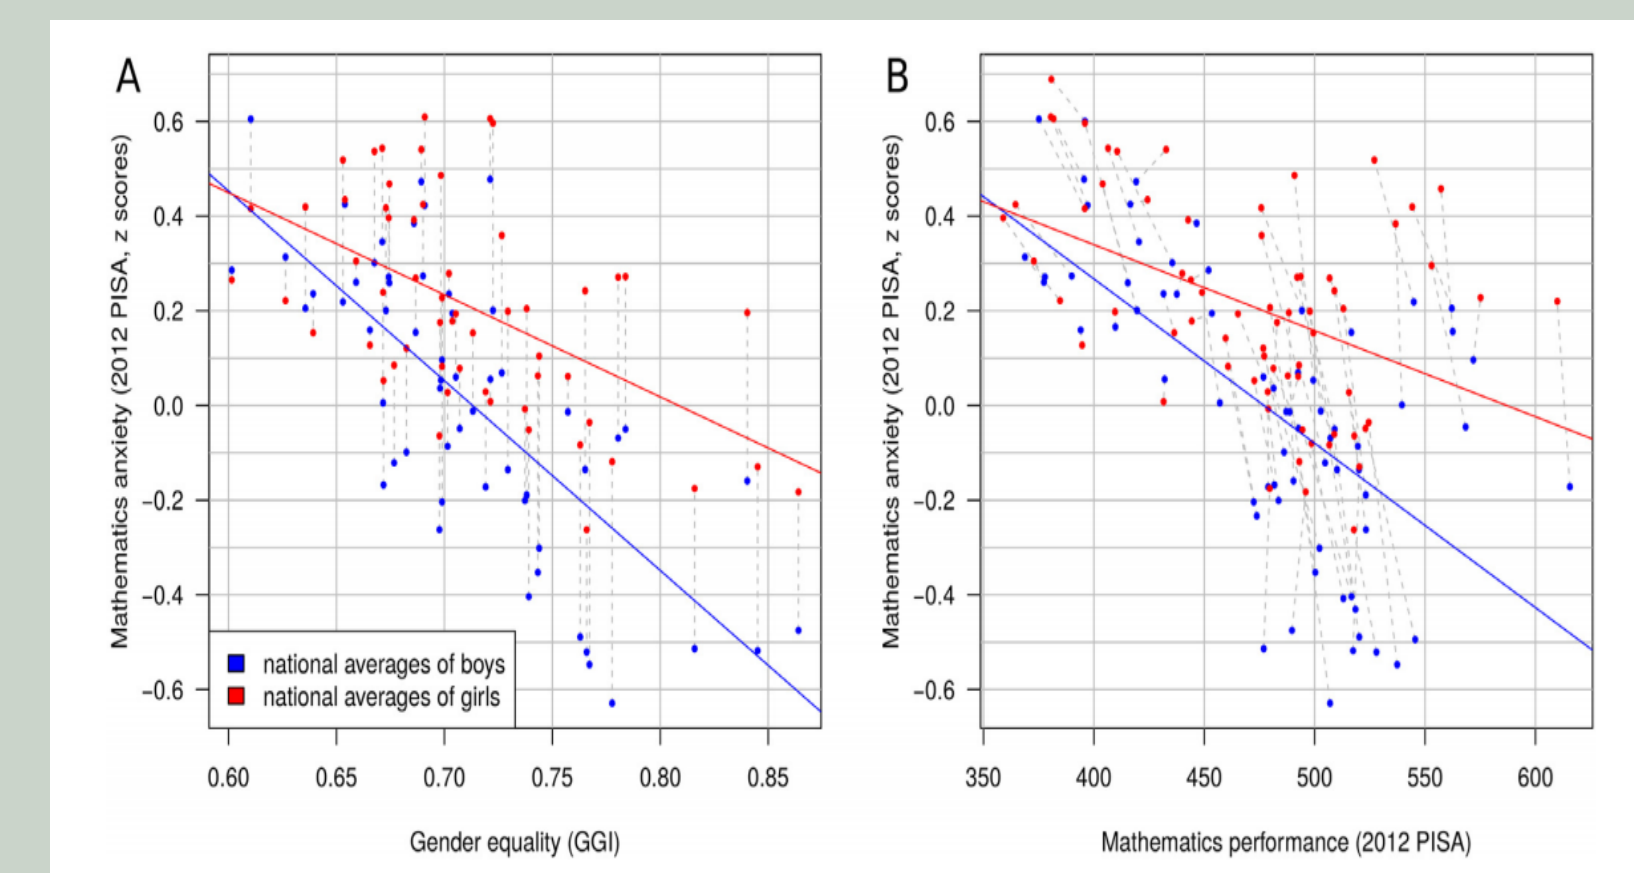 A
Mathematics anxiety (2012 PISA, z scores)
0.6
0.4
0.2
0.0
−0.2
−0.4
−0.6
national averages of boys
national averages of girls
0.60 0.65 0.70 0.75 0.80 0.85
Gender equality (GGI)
B
Mathematics anxiety (2012 PISA, z scores)
0.6
0.4
0.2
0.0
−0.2
−0.4
−0.6
350 400 450 500 550 600
Mathematics performance (2012 PISA)